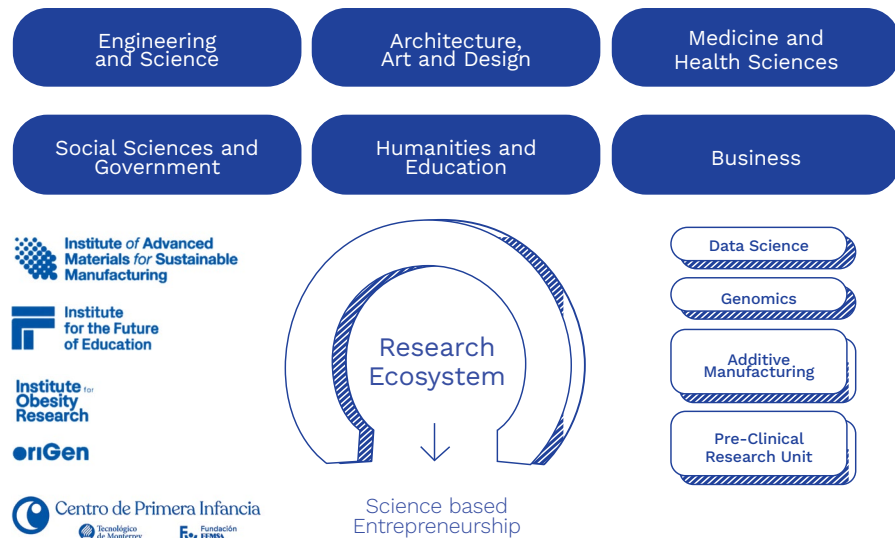 Engineering
and Science
Architecture,
Art and Design
Medicine and
Health Sciences
Social Sciences and
Government
Humanities and
Education
Business
Institute of Advanced
Materials for Sustainable
Manufacturing
Institute
for the Future
of Education
Institute for
Obesity
Research
oriGen
Centro de Primera Infancia
Tecnológico
de Monterrey
Fundación
FEMSA
Research
Ecosystem
Science based
Entrepreneurship
Data Science
Genomics
Additive
Manufacturing
Pre-Clinical
Research Unit